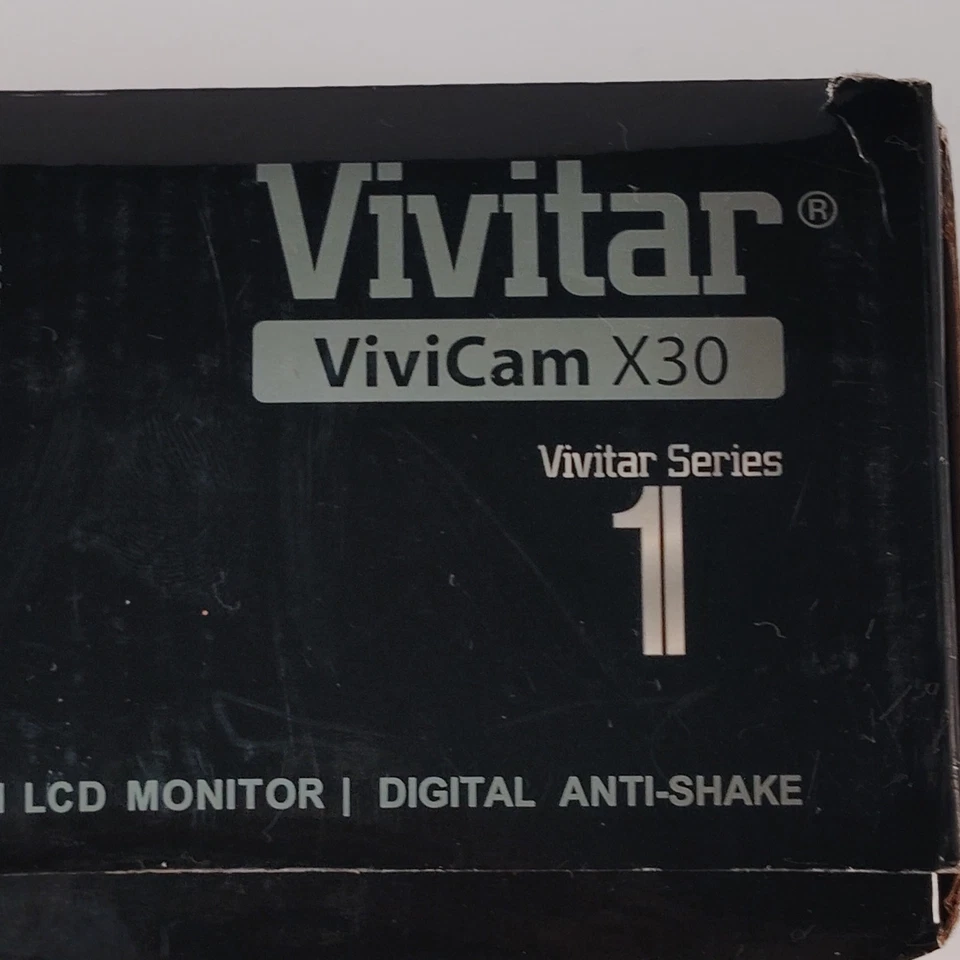 Vivitar®
ViviCam X30
Vivitar Series
1
LCD MONITOR | DIGITAL ANTI-SHAKE